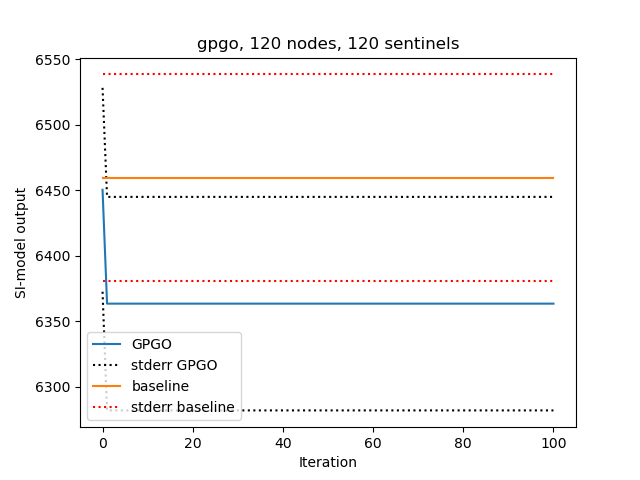 gpgo, 120 nodes, 120 sentinels
6550
6500
6450
6400
6350
6300
SI-model output
GPGO
stderr GPGO
baseline
stderr baseline
0 20 40 60 80 100
Iteration